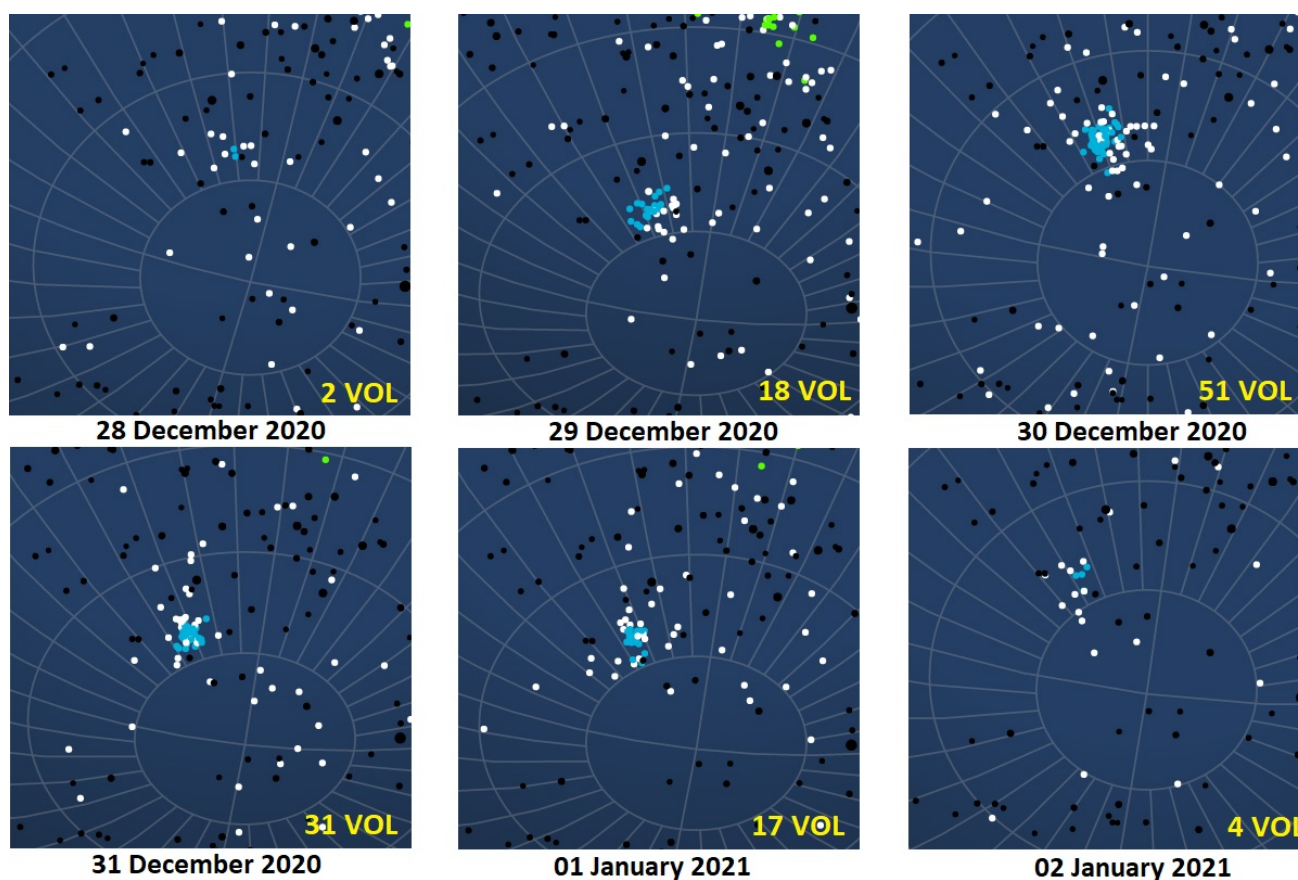 2 VOL
28 December 2020
18 VOL
29 December 2020
51 VOL
30 December 2020
31 VOL
31 December 2020
17 VOL
01 January 2021
4 VOL
02 January 2021